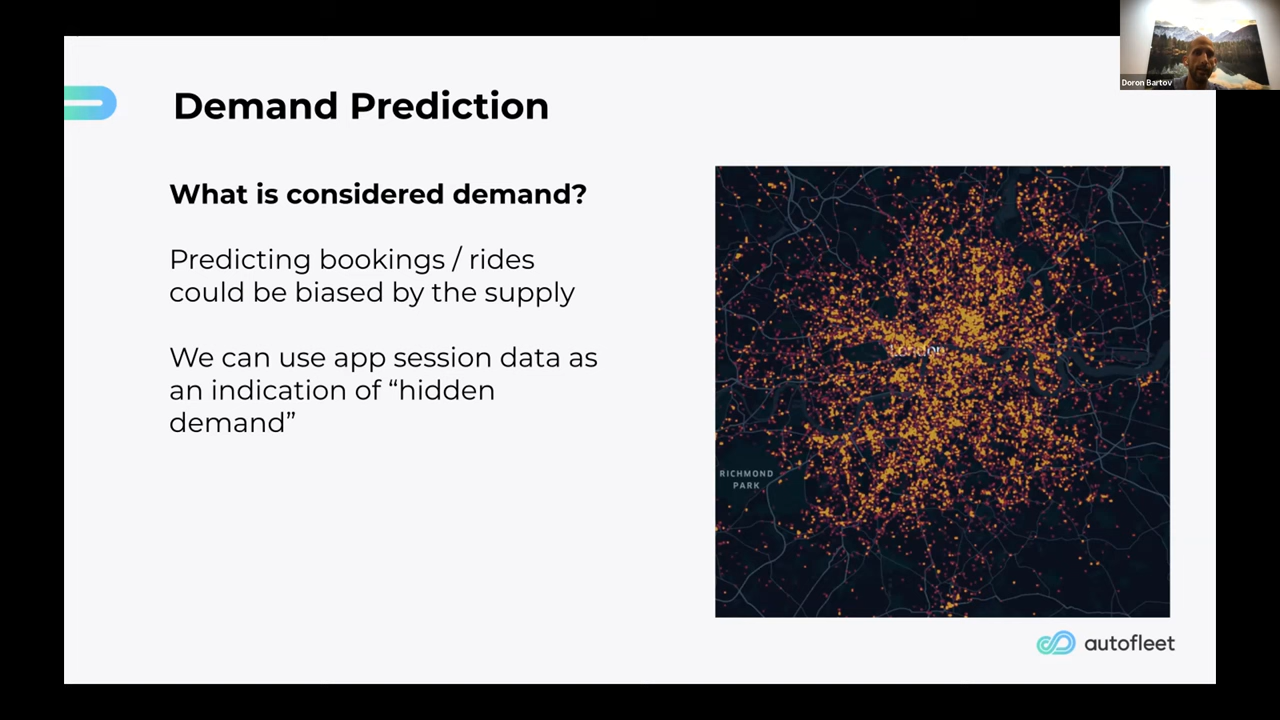 Demand Prediction
What is considered demand?
Predicting bookings / rides
could be biased by the supply
We can use app session data as
an indication of “hidden
demand”
London
RICHMOND
PARK
autofleet
Doron Bartov